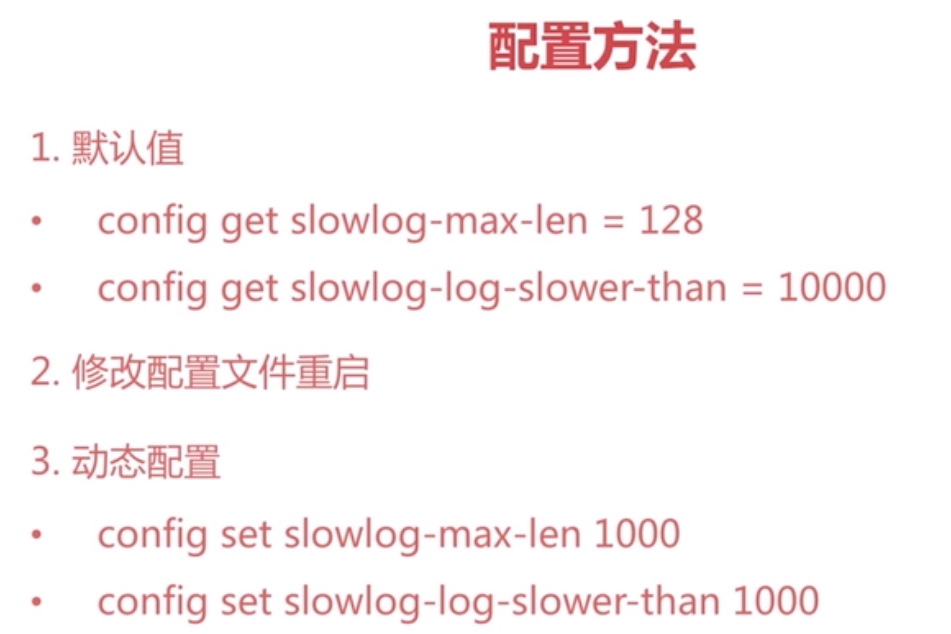 配置方法
1. 默认值
• config get slowlog-max-len = 128
• config get slowlog-log-slower-than = 10000
2. 修改配置文件重启
3. 动态配置
• config set slowlog-max-len 1000
• config set slowlog-log-slower-than 1000